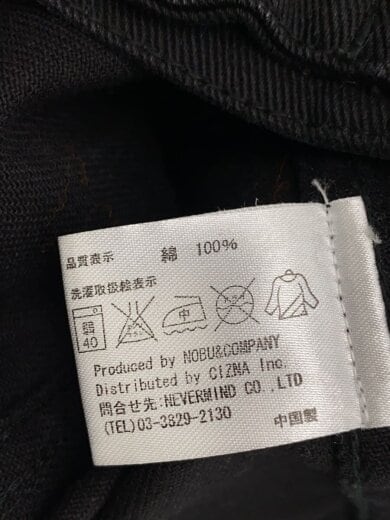 品質表示 綿 100%
洗濯取扱絵表示
40 中
Produced by NOBU&COMPANY
Distributed by CIZNA Inc.
問合せ先:NEVERMIND CO.,LTD
(TEL)03-3829-2130 中国製